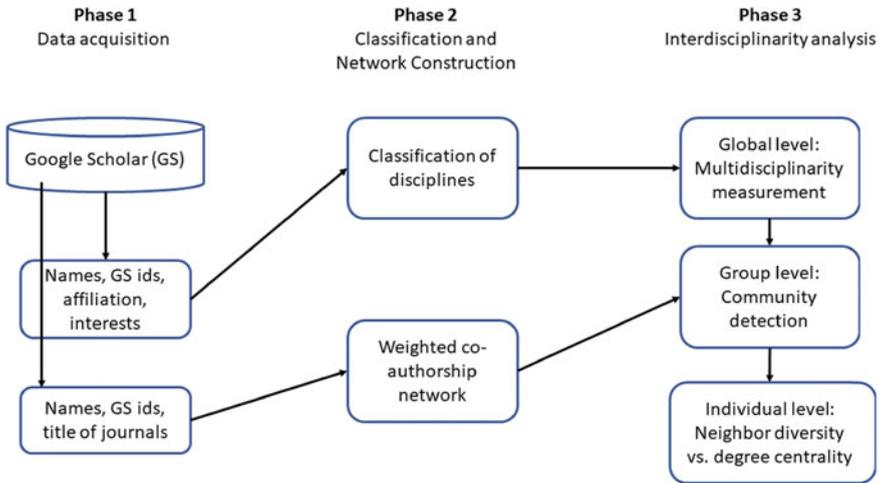 Phase 1
Data acquisition
Phase 2
Classification and
Network Construction
Phase 3
Interdisciplinarity analysis
Google Scholar (GS)
Names, GS ids,
affiliation,
interests
Names, GS ids,
title of journals
Classification of
disciplines
Weighted co-
authorship
network
Global level:
Multidisciplinarity
measurement
Group level:
Community
detection
Individual level:
Neighbor diversity
vs. degree centrality